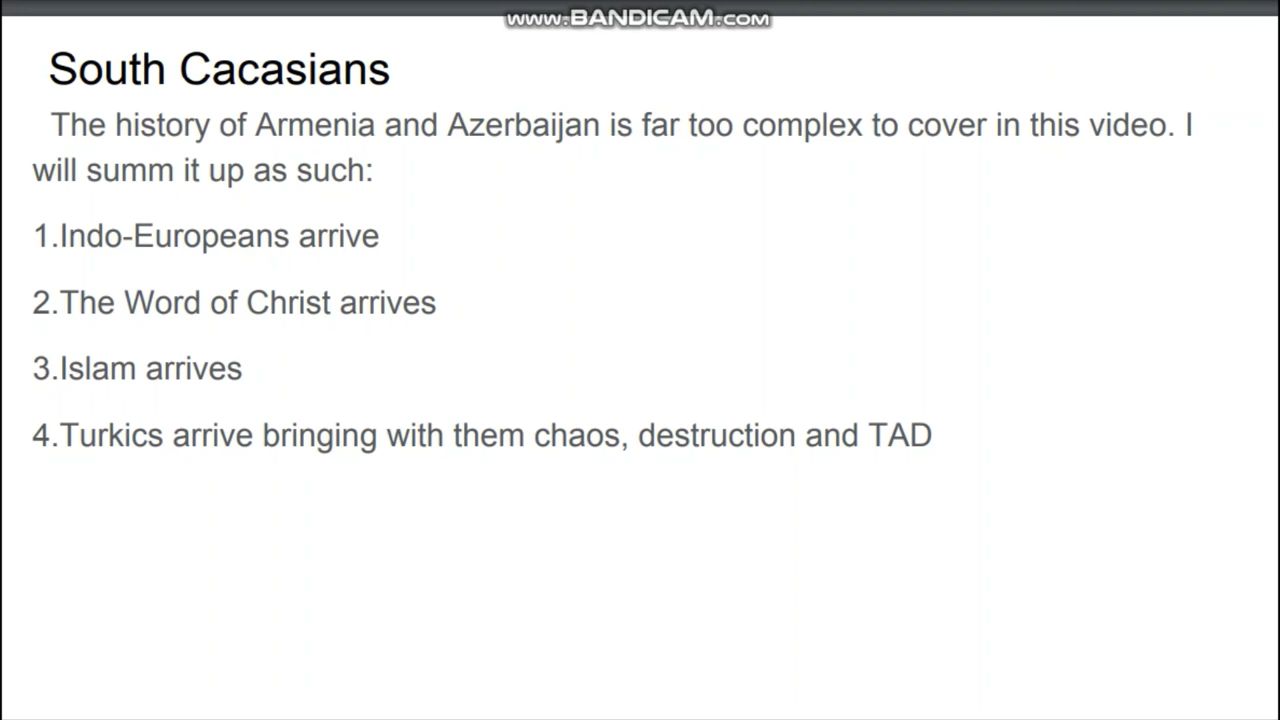 www.BANDICAM.com
South Cacasians
The history of Armenia and Azerbaijan is far too complex to cover in this video. I
will summ it up as such:
1.Indo-Europeans arrive
2.The Word of Christ arrives
3.Islam arrives
4.Turkics arrive bringing with them chaos, destruction and TAD